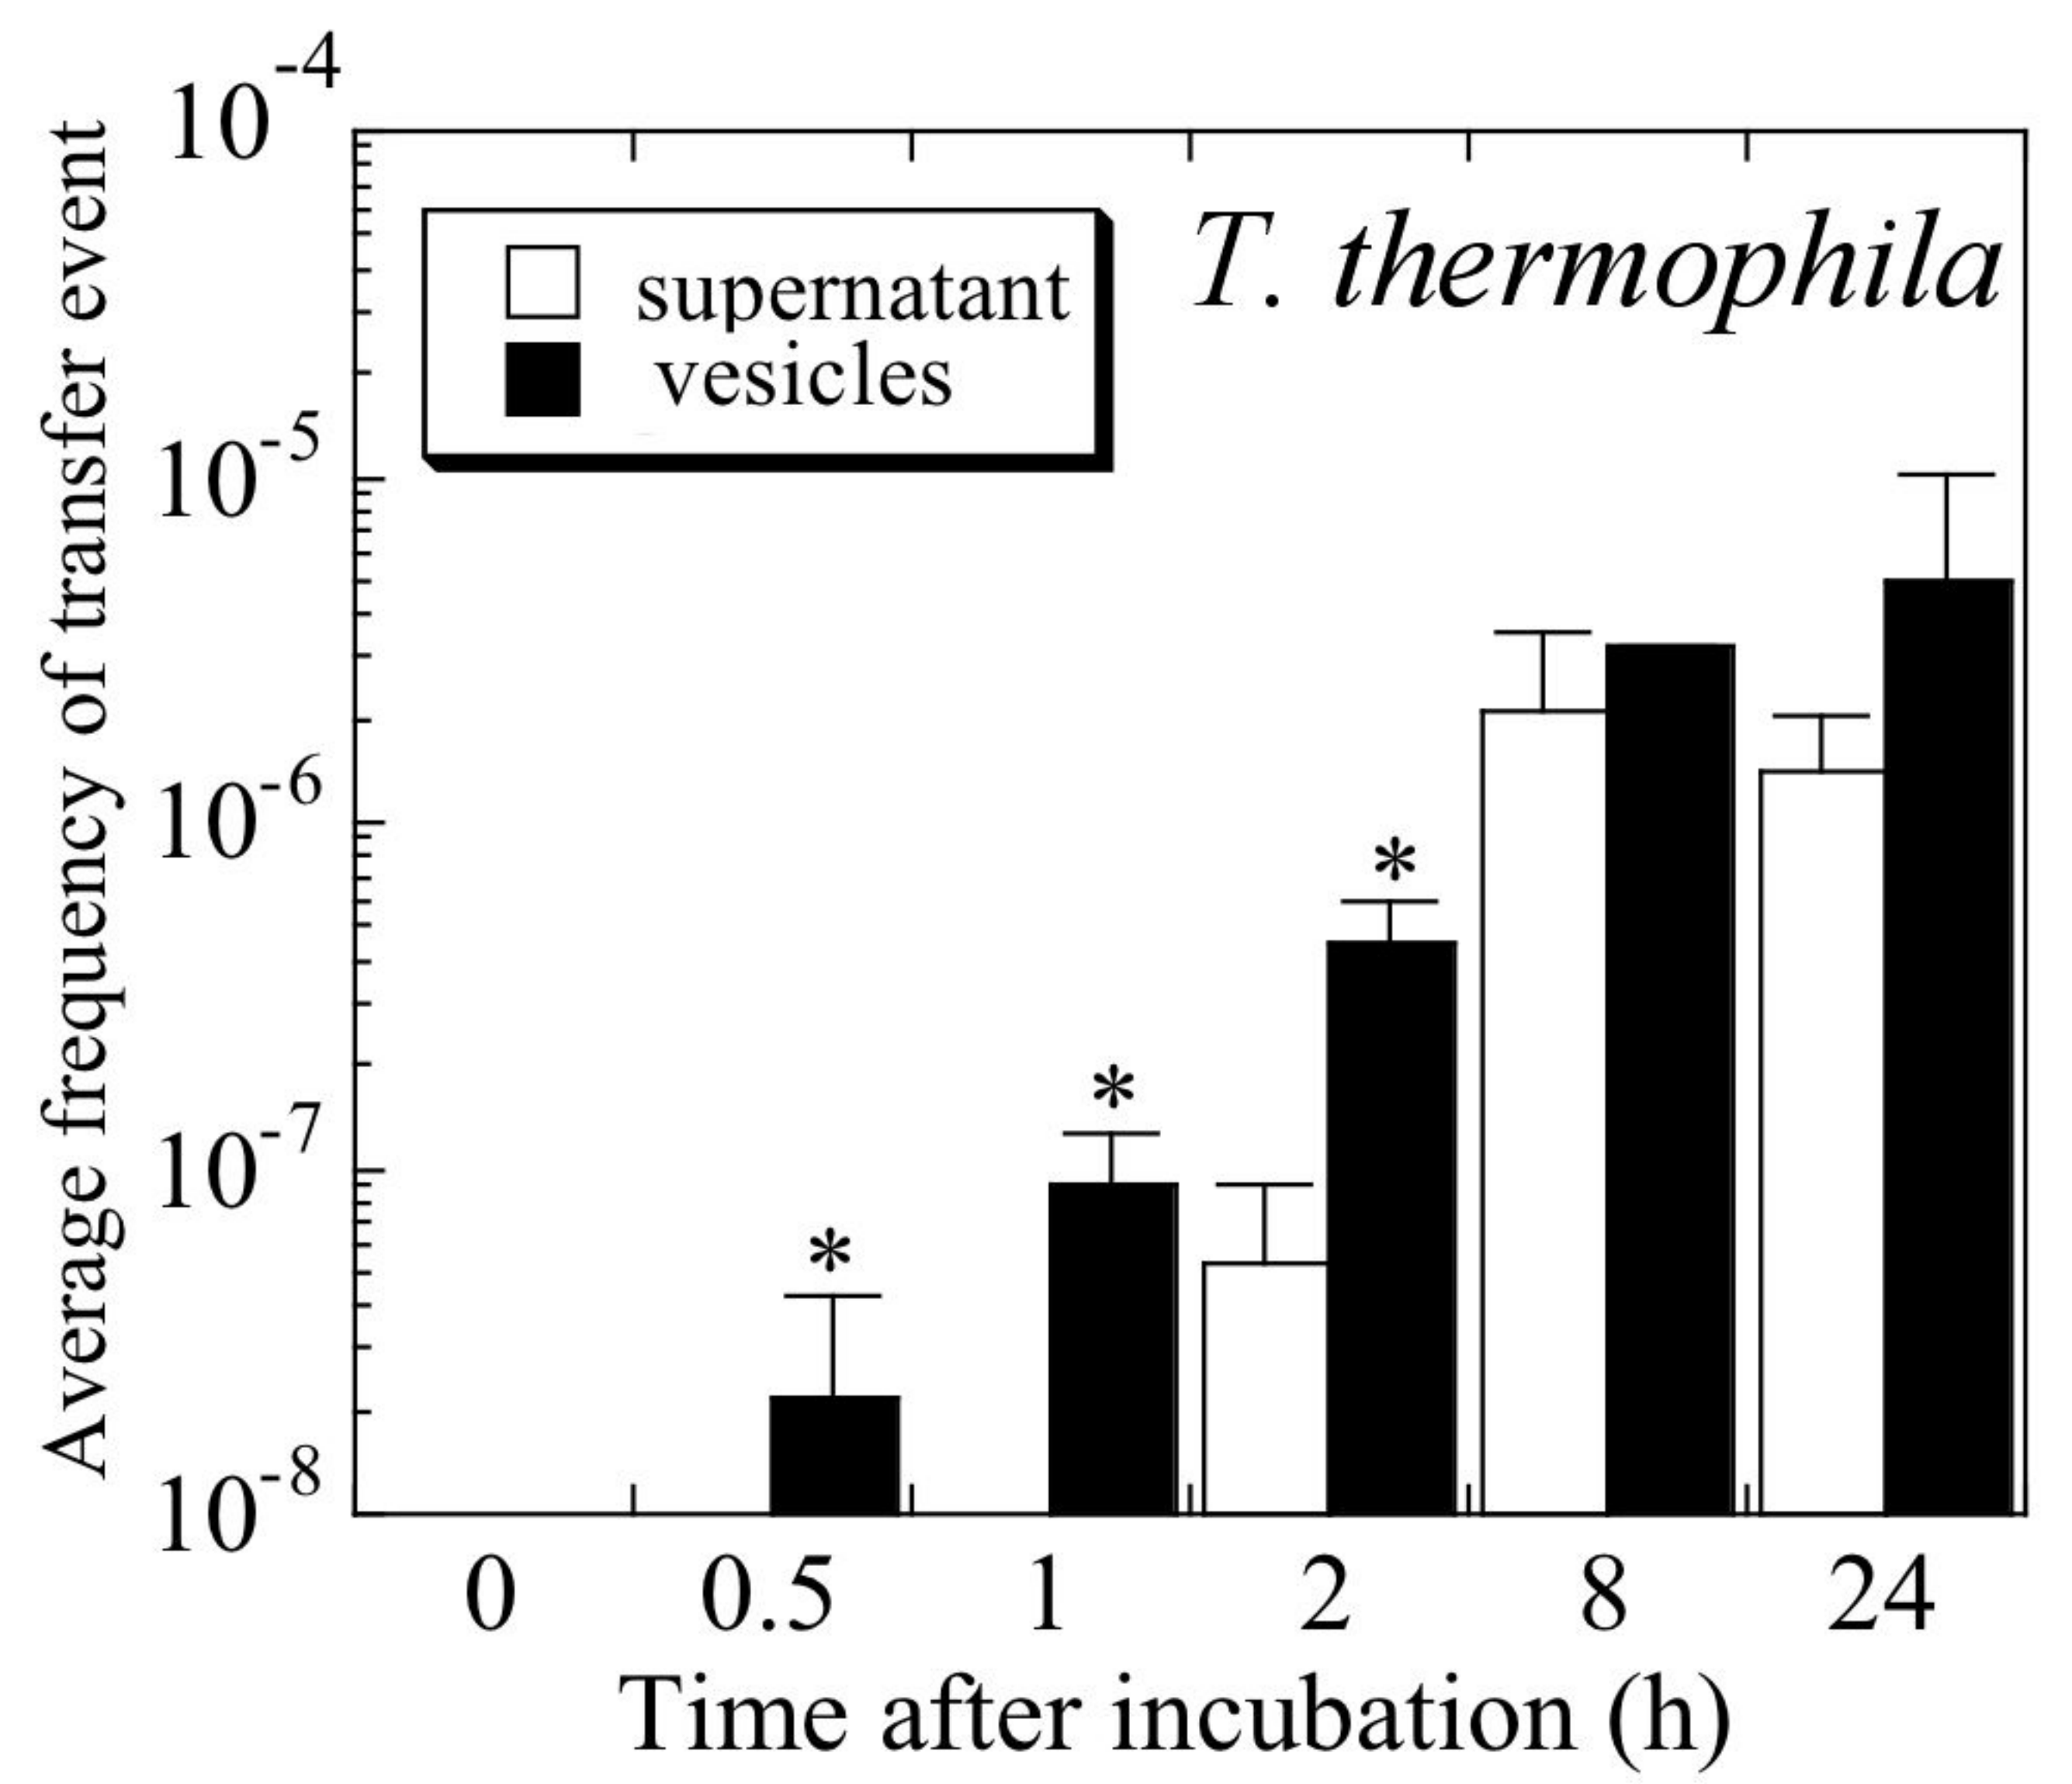 Average frequency of transfer event
10^-4
10^-5
10^-6
10^-7
10^-8
supernatant
vesicles
T. thermophila
*
*
*
0 0.5 1 2 8 24
Time after incubation (h)